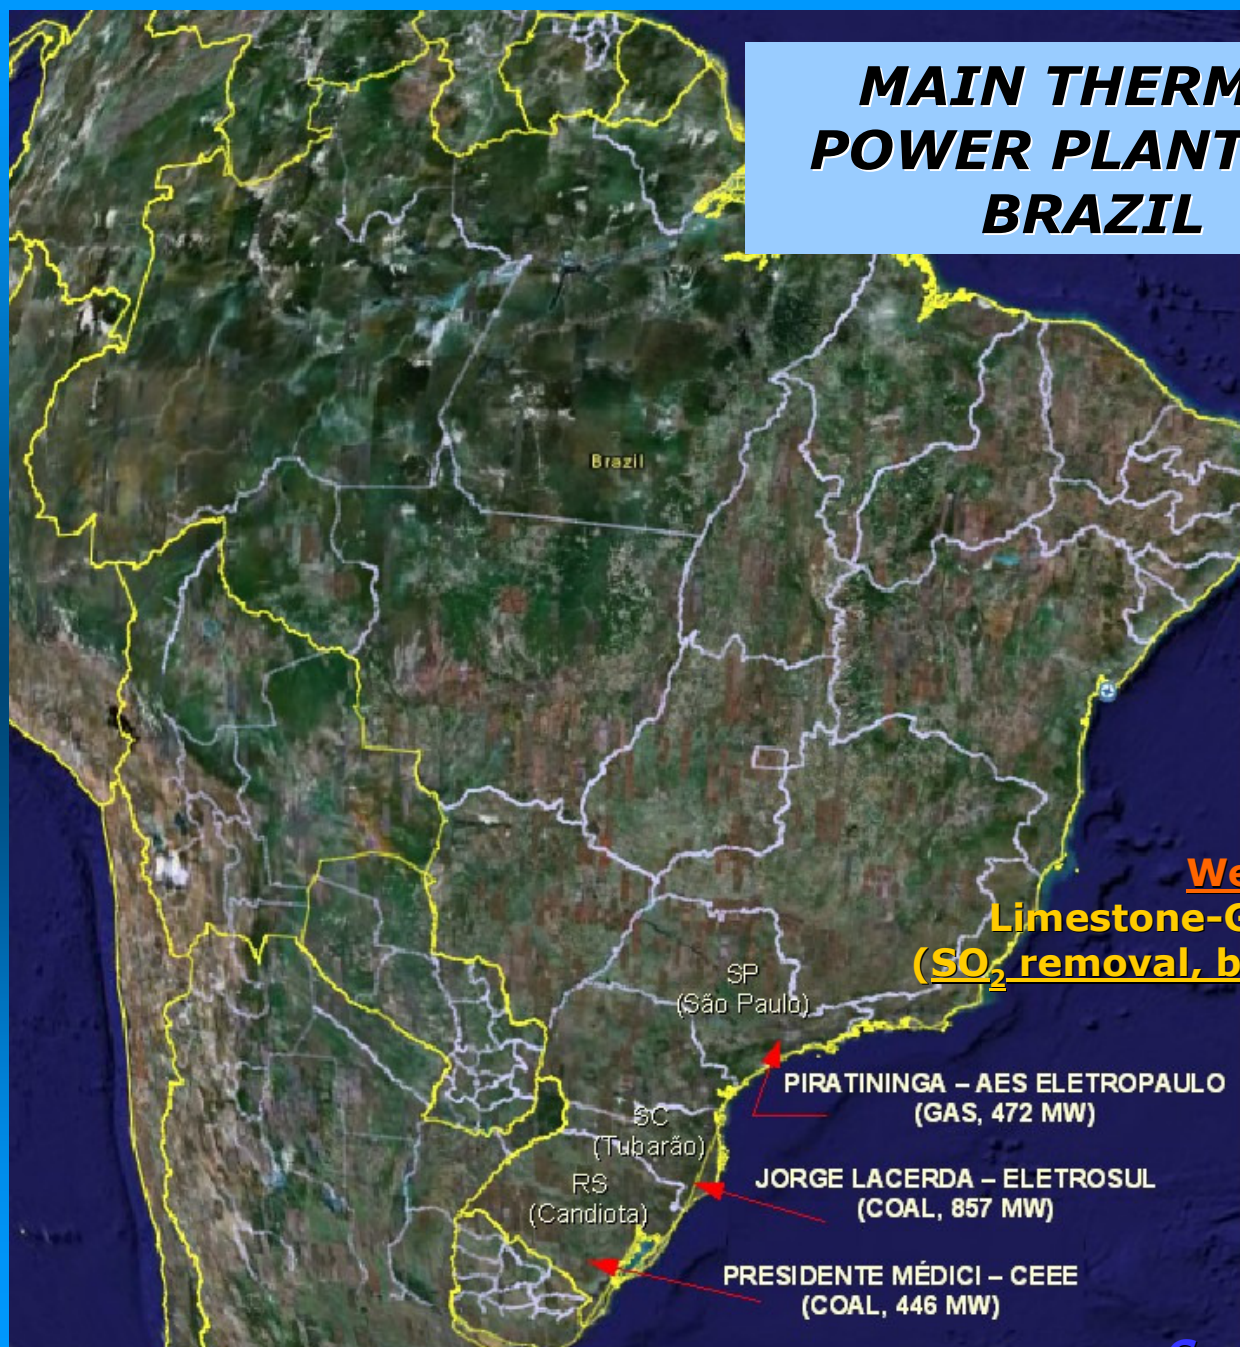 MAIN THERM
POWER PLANT
BRAZIL
Brazil
We
Limestone-G
(SO₂ removal, b
SP
(São Paulo)
PIRATININGA – AES ELETROPAULO
(GAS, 472 MW)
SC
(Tubarão)
JORGE LACERDA – ELETROSUL
(COAL, 857 MW)
RS
(Candiota)
PRESIDENTE MÉDICI – CEEE
(COAL, 446 MW)